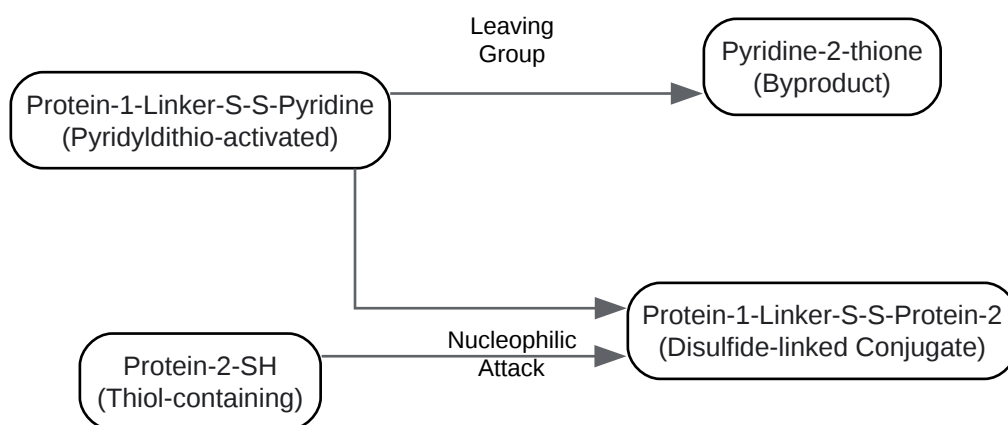 Leaving
Group
Pyridine-2-thione
(Byproduct)
Protein-1-Linker-S-S-Pyridine
(Pyridyldithio-activated)
Protein-1-Linker-S-S-Protein-2
(Disulfide-linked Conjugate)
Nucleophilic
Attack
Protein-2-SH
(Thiol-containing)